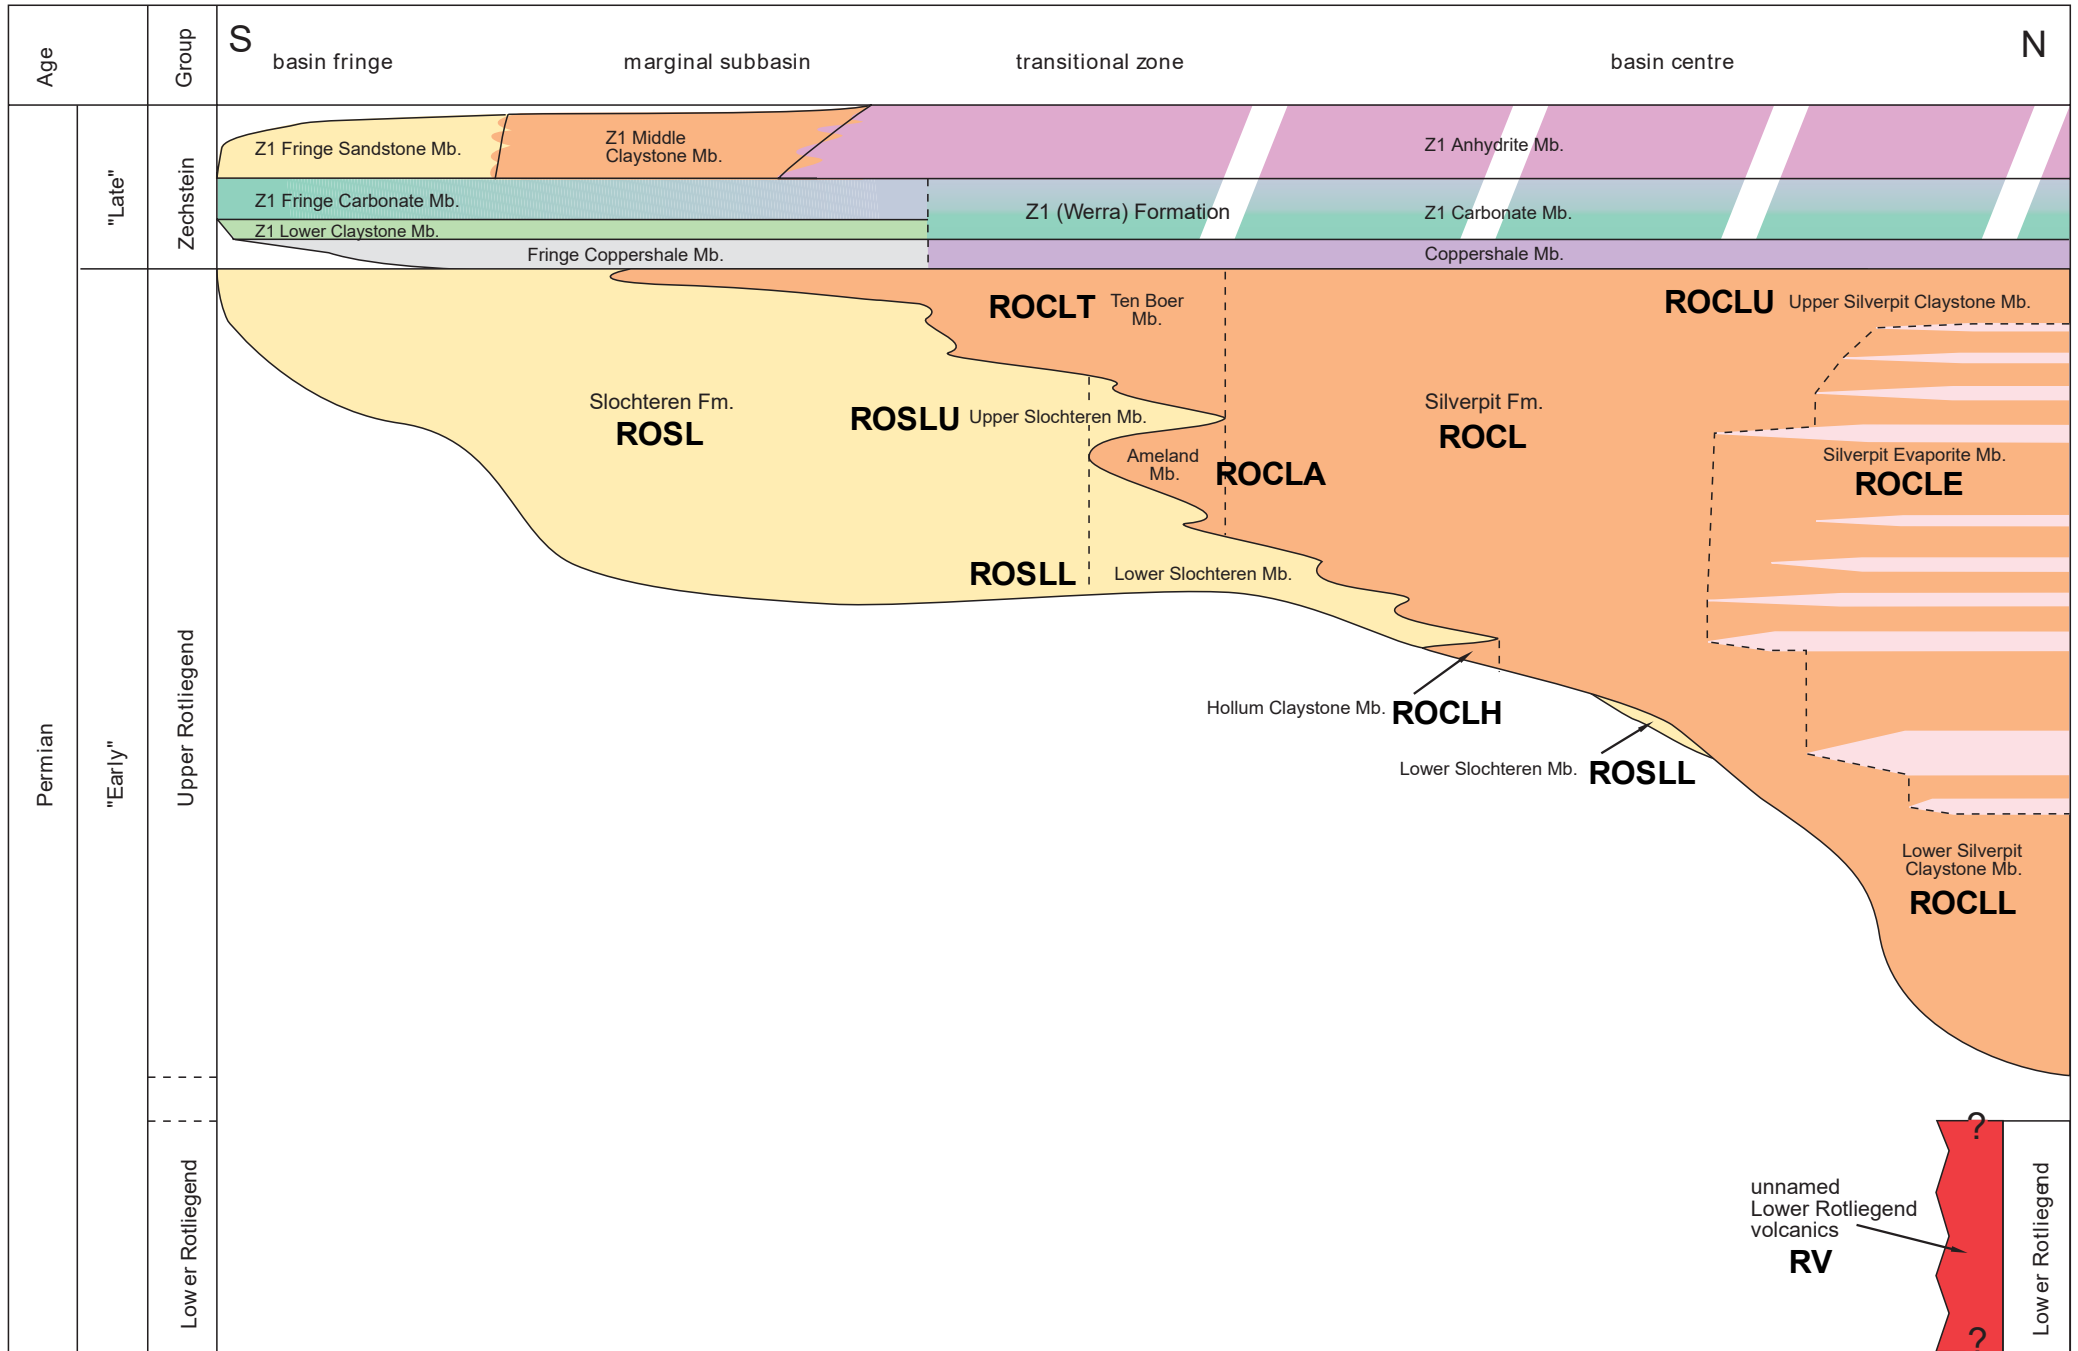 Age
Group
S
N
basin fringe
marginal subbasin
transitional zone
basin centre
Permian
"Late"
"Early"
Zechstein
Upper Rotliegend
Lower Rotliegend
Z1 Fringe Sandstone Mb.
Z1 Middle
Claystone Mb.
Z1 Anhydrite Mb.
Z1 Fringe Carbonate Mb.
Z1 (Werra) Formation
Z1 Carbonate Mb.
Z1 Lower Claystone Mb.
Fringe Coppershale Mb.
Coppershale Mb.
ROCLT Ten Boer
Mb.
ROCLU Upper Silverpit Claystone Mb.
Slochteren Fm.
ROSL
ROSLU Upper Slochteren Mb.
Silverpit Fm.
ROCL
Ameland
Mb.
ROCLA
Silverpit Evaporite Mb.
ROCLE
ROSLL Lower Slochteren Mb.
Hollum Claystone Mb. ROCLH
Lower Slochteren Mb. ROSLL
Lower Silverpit
Claystone Mb.
ROCLL
?
unnamed
Lower Rotliegend
volcanics
RV
?
Lower Rotliegend